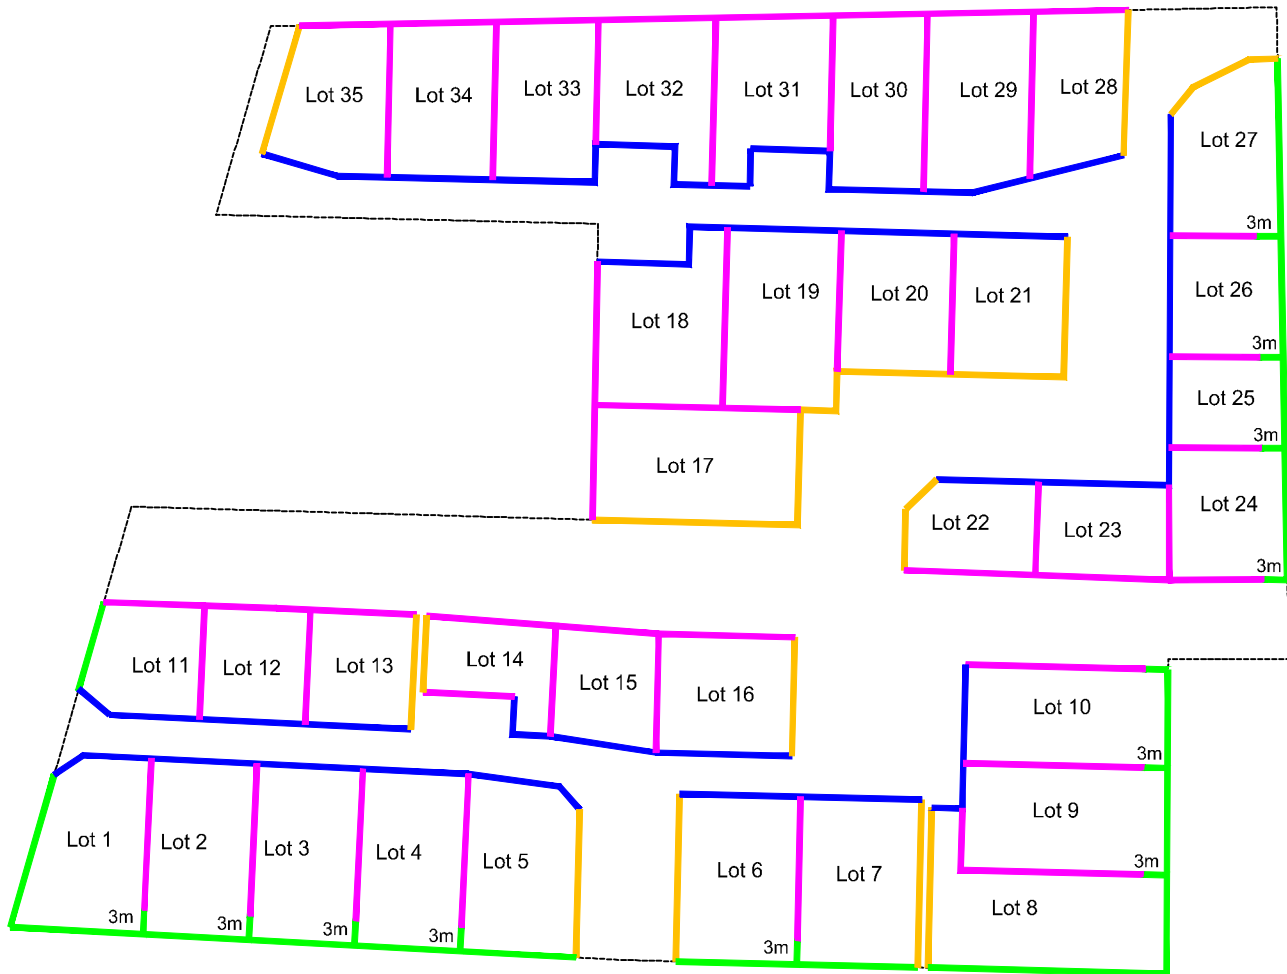 Lot 35
Lot 34
Lot 33
Lot 32
Lot 31
Lot 30
Lot 29
Lot 28
Lot 27
3m
Lot 18
Lot 19
Lot 20
Lot 21
Lot 26
3m
Lot 25
3m
Lot 17
Lot 22
Lot 23
Lot 24
3m
Lot 11
Lot 12
Lot 13
Lot 14
Lot 15
Lot 16
Lot 10
3m
Lot 1
Lot 2
Lot 3
Lot 4
Lot 5
Lot 6
Lot 7
Lot 9
3m
Lot 8
3m
3m
3m
3m
3m